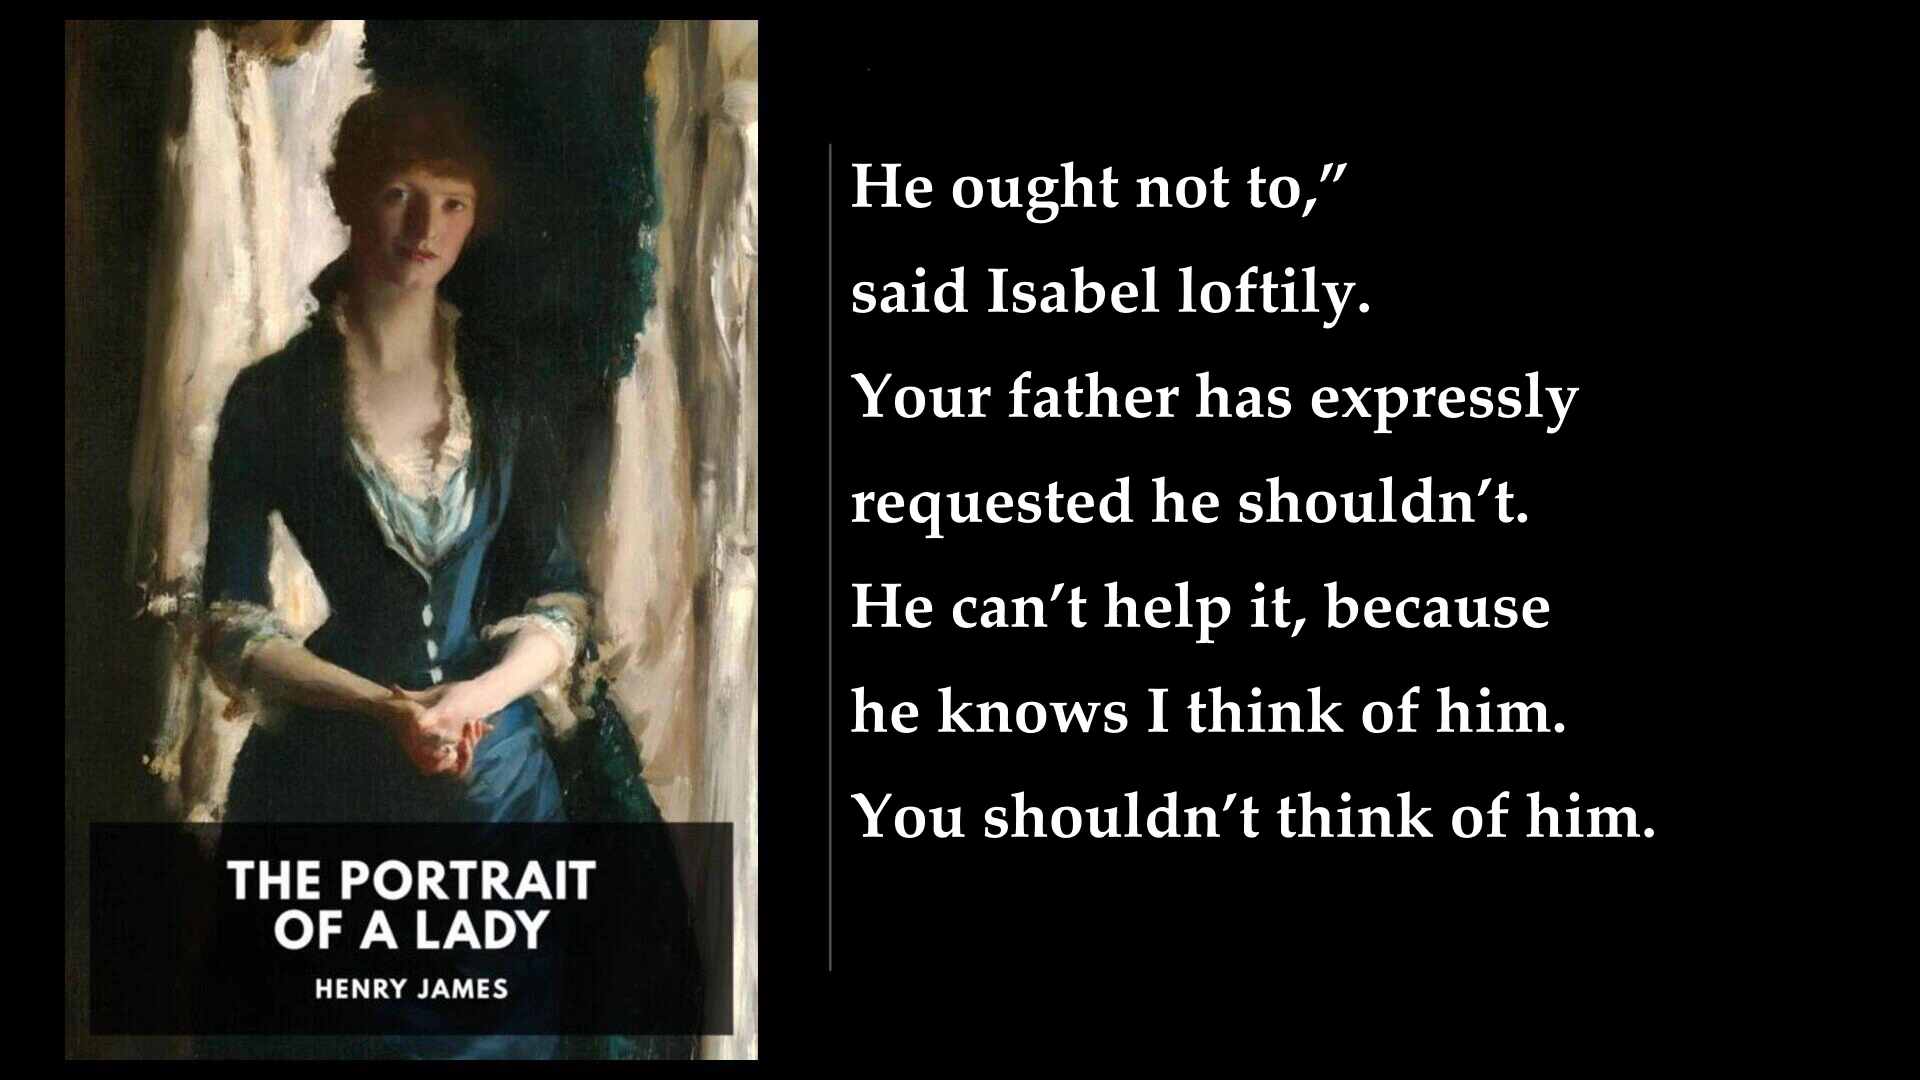 THE PORTRAIT
OF A LADY
HENRY JAMES
He ought not to,”
said Isabel loftily.
Your father has expressly
requested he shouldn’t.
He can’t help it, because
he knows I think of him.
You shouldn’t think of him.